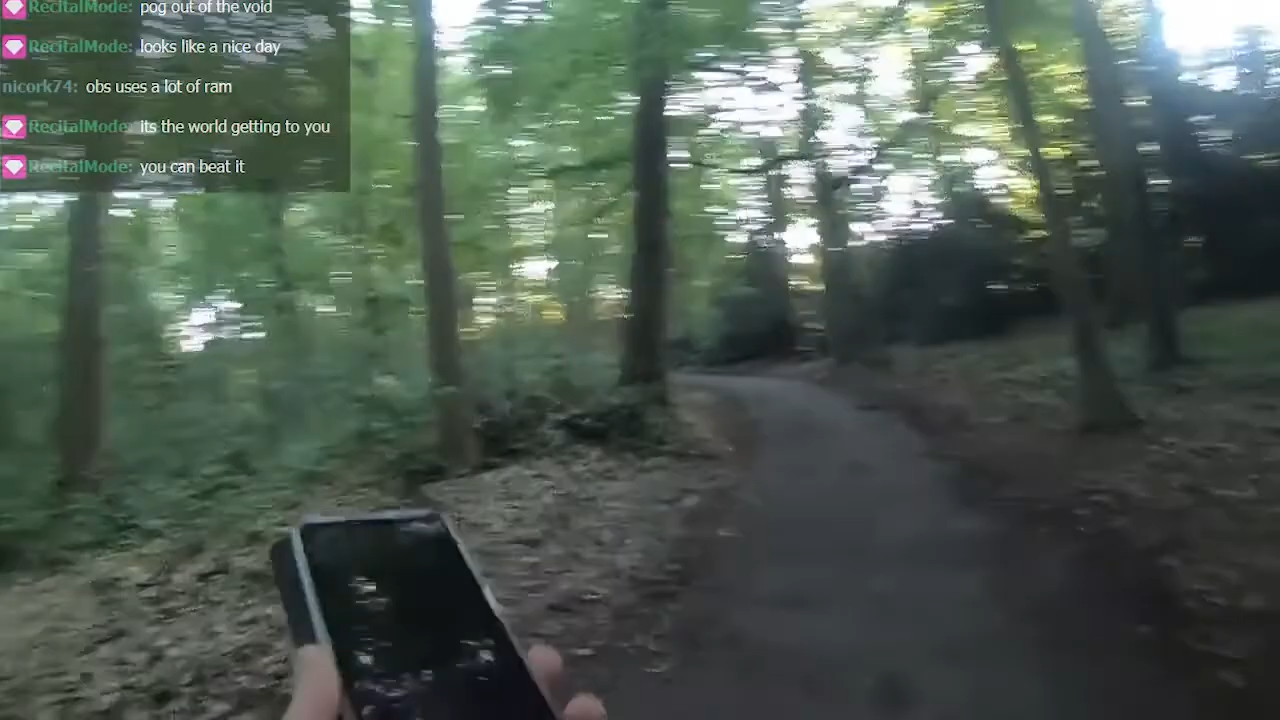 RecitalMode: pog out of the void
RecitalMode: looks like a nice day
nicork74: obs uses a lot of ram
RecitalMode: its the world getting to you
RecitalMode: you can beat it